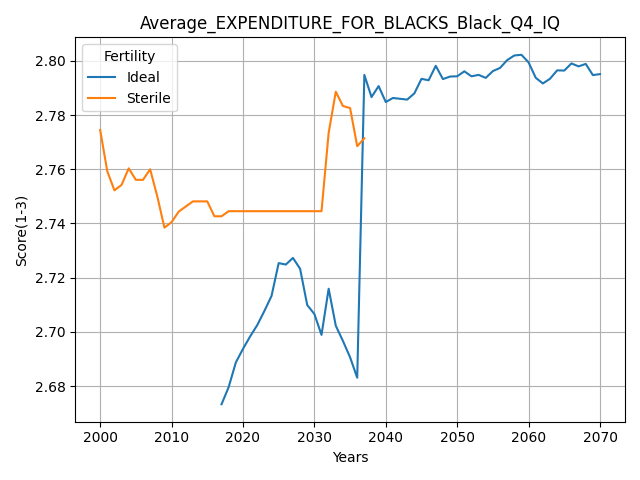 Average_EXPENDITURE_FOR_BLACKS_Black_Q4_IQ
Fertility
Ideal
Sterile
Score(1-3)
2.80
2.78
2.76
2.74
2.72
2.70
2.68
2000 2010 2020 2030 2040 2050 2060 2070
Years